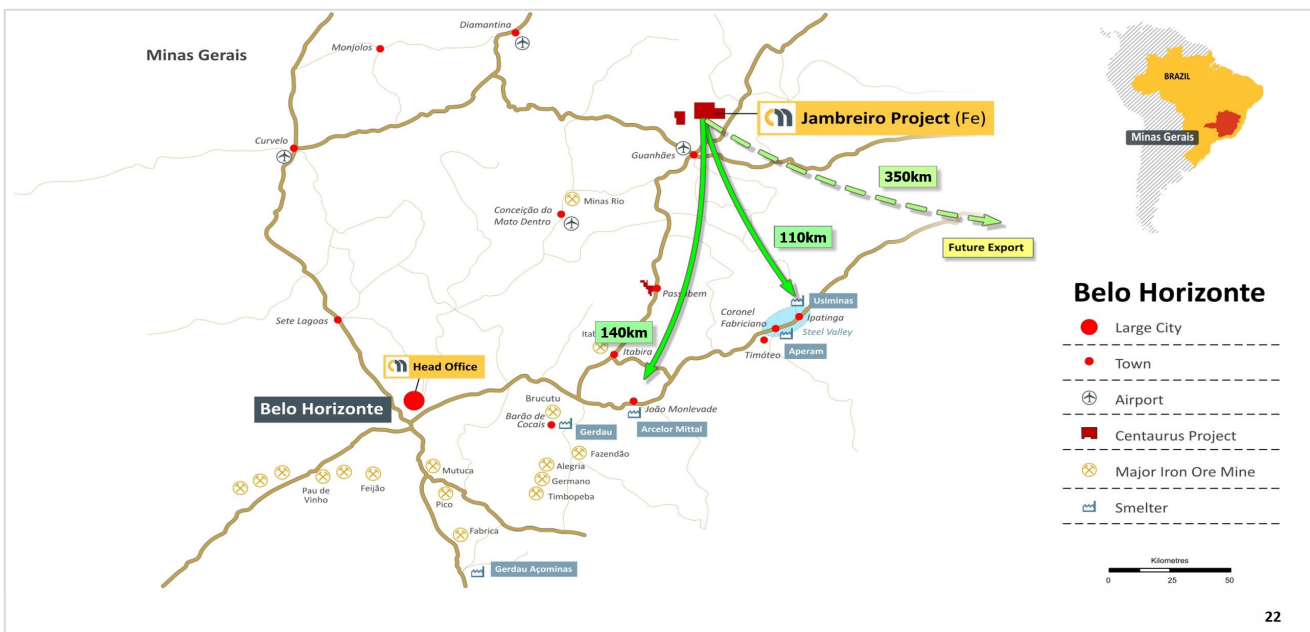 Minas Gerais
Diamantina
Monjolos
BRAZIL
Minas Gerais
Jambreiro Project (Fe)
Curvelo
Guanhães
350km
Minas Rio
Conceição do
Mato Dentro
110km
Future Export
Passabem
Usiminas
Coronel
Fabriciano
Ipatinga
Steel Valley
Sete Lagoas
140km
Itabira
Timóteo
Aperam
Head Office
Belo Horizonte
Brucutu
Barão de
Cocais
João Monlevade
Gerdau
Arcelor Mittal
Fazendão
Mutuca
Alegria
Germano
Timbopeba
Pau de
Vinho
Feijão
Pico
Fabrica
Gerdau Açominas
Belo Horizonte
Large City
Town
Airport
Centaurus Project
Major Iron Ore Mine
Smelter
Kilometres
0 25 50
22